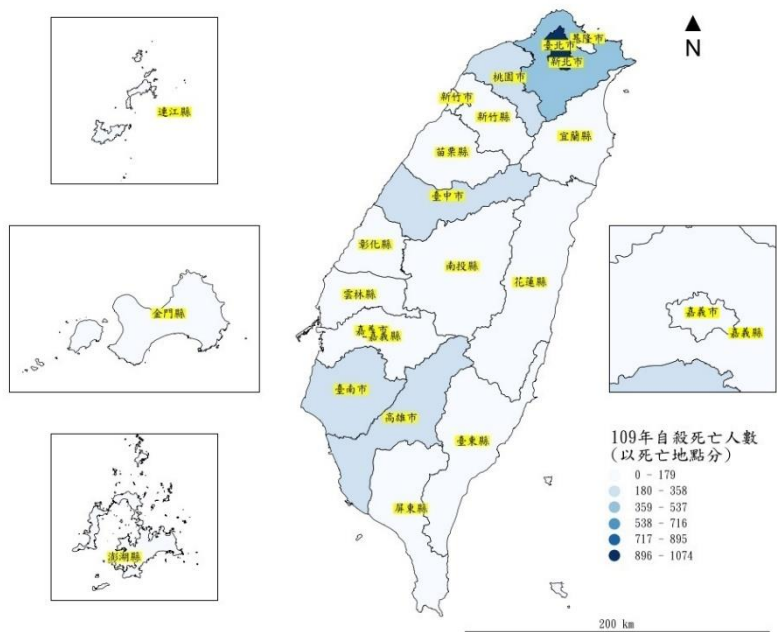 N
連江縣
基隆市
臺北市
新北市
桃園市
新竹市
新竹縣
宜蘭縣
苗栗縣
臺中市
彰化縣
南投縣
花蓮縣
雲林縣
嘉義市
嘉義縣
金門縣
嘉義市
嘉義縣
臺南市
高雄市
臺東縣
屏東縣
澎湖縣
109年自殺死亡人數
(以死亡地點分)
0 - 179
180 - 358
359 - 537
538 - 716
717 - 895
896 - 1074
200 km